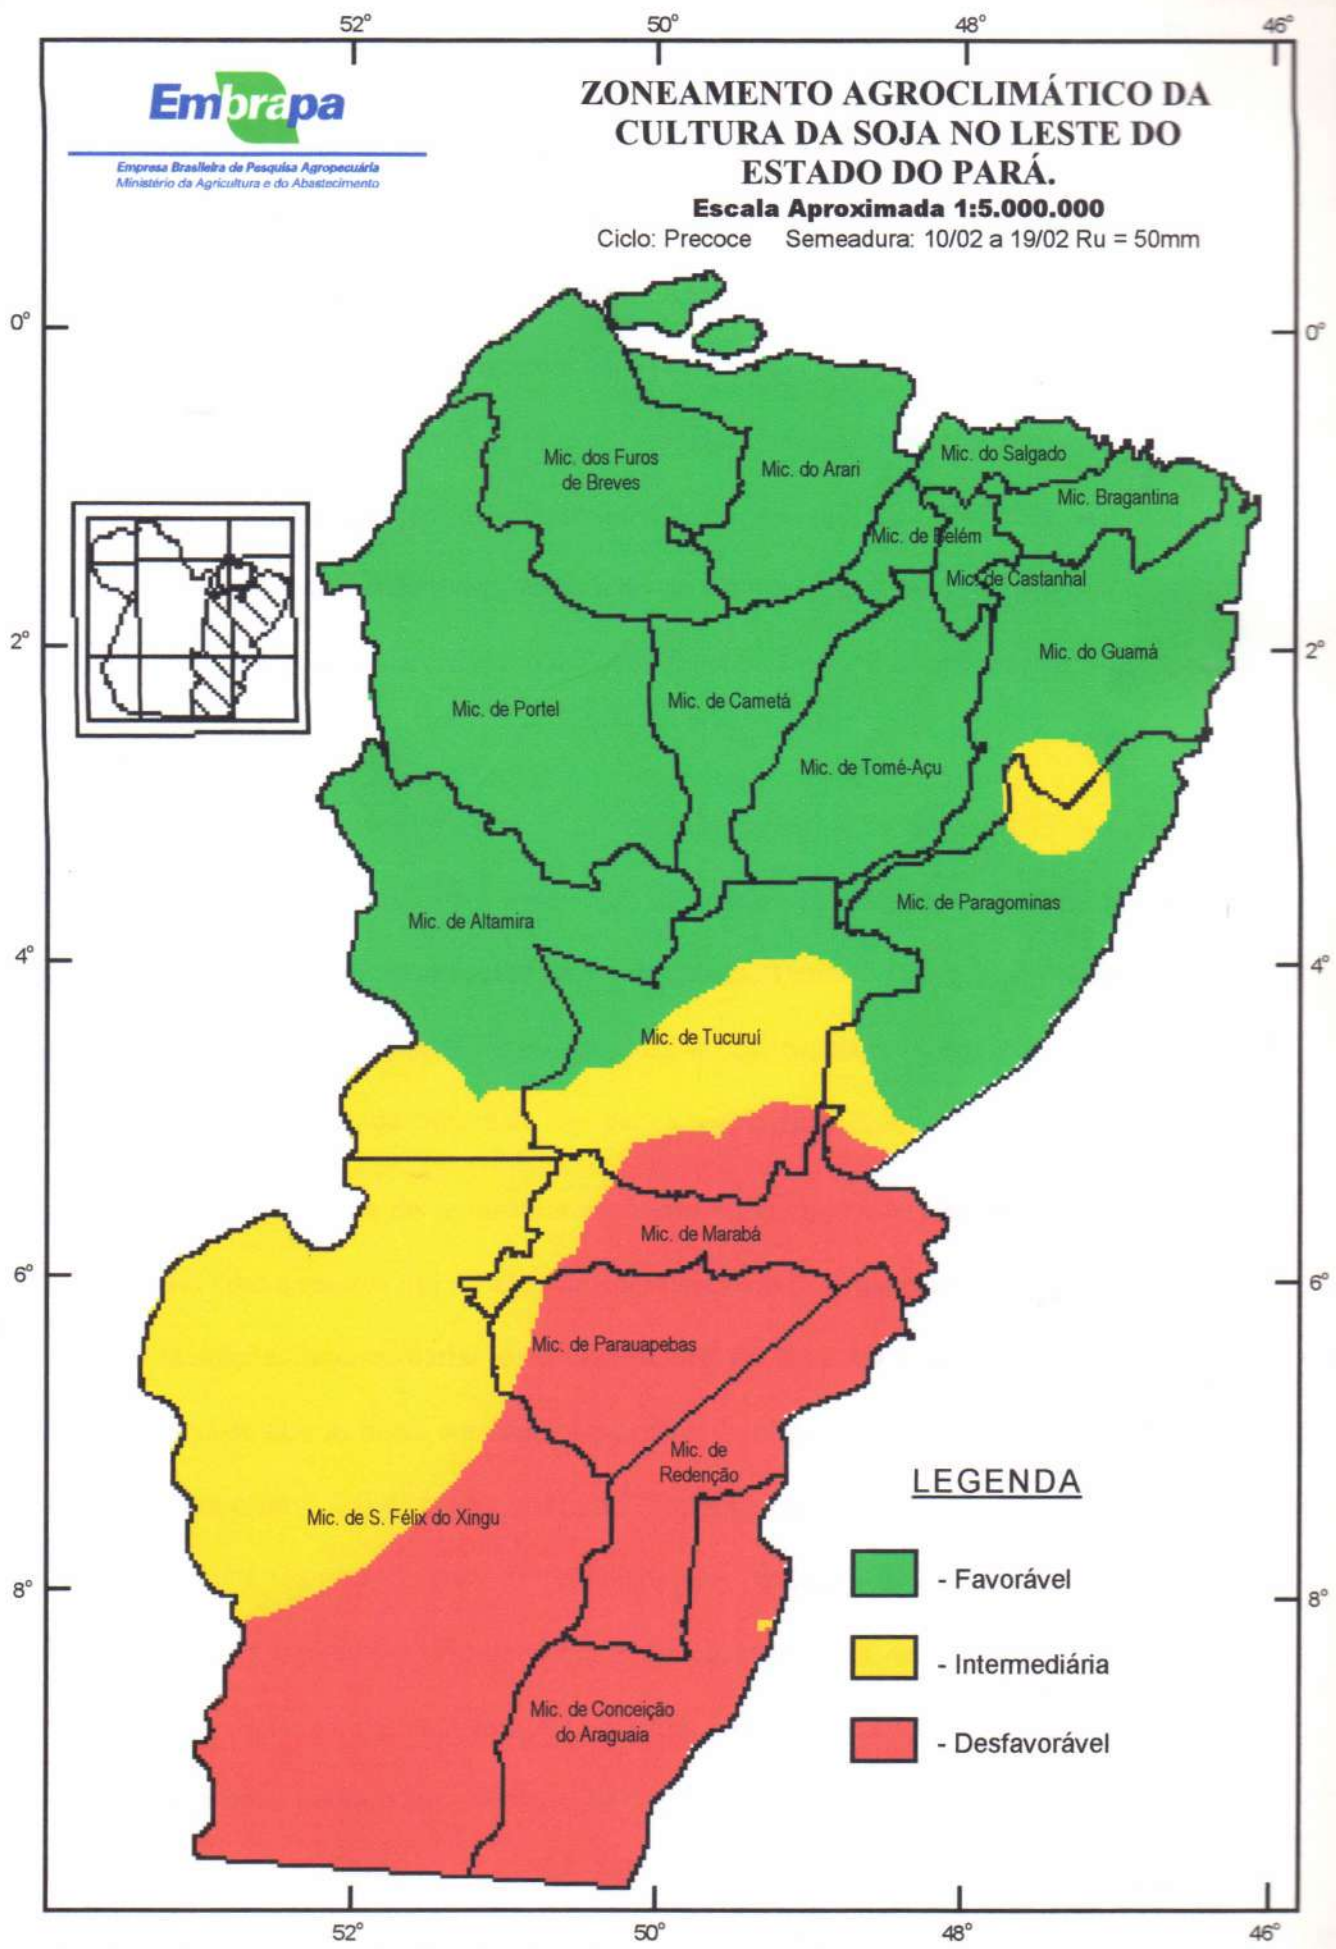 52° 50° 48° 46°
Embrapa
Empresa Brasileira de Pesquisa Agropecuária
Ministério da Agricultura e do Abastecimento
ZONEAMENTO AGROCLIMÁTICO DA
CULTURA DA SOJA NO LESTE DO
ESTADO DO PARÁ.
Escala Aproximada 1:5.000.000
Ciclo: Precoce Semeadura: 10/02 a 19/02 Ru = 50mm
0° 0°
Mic. do Salgado
Mic. dos Furos
de Breves
Mic. do Arari
Mic. Bragantina
Mic. de Belém
Mic. de Castanhal
2° 2°
Mic. do Guamá
Mic. de Portel
Mic. de Cametá
Mic. de Tomé-Açu
Mic. de Paragominas
Mic. de Altamira
4° 4°
Mic. de Tucuruí
Mic. de Marabá
6° 6°
Mic. de Parauapebas
Mic. de
Redenção
Mic. de S. Félix do Xingu
LEGENDA
- Favorável
8° 8°
- Intermediária
Mic. de Conceição
do Araguaia
- Desfavorável
52° 50° 48° 46°